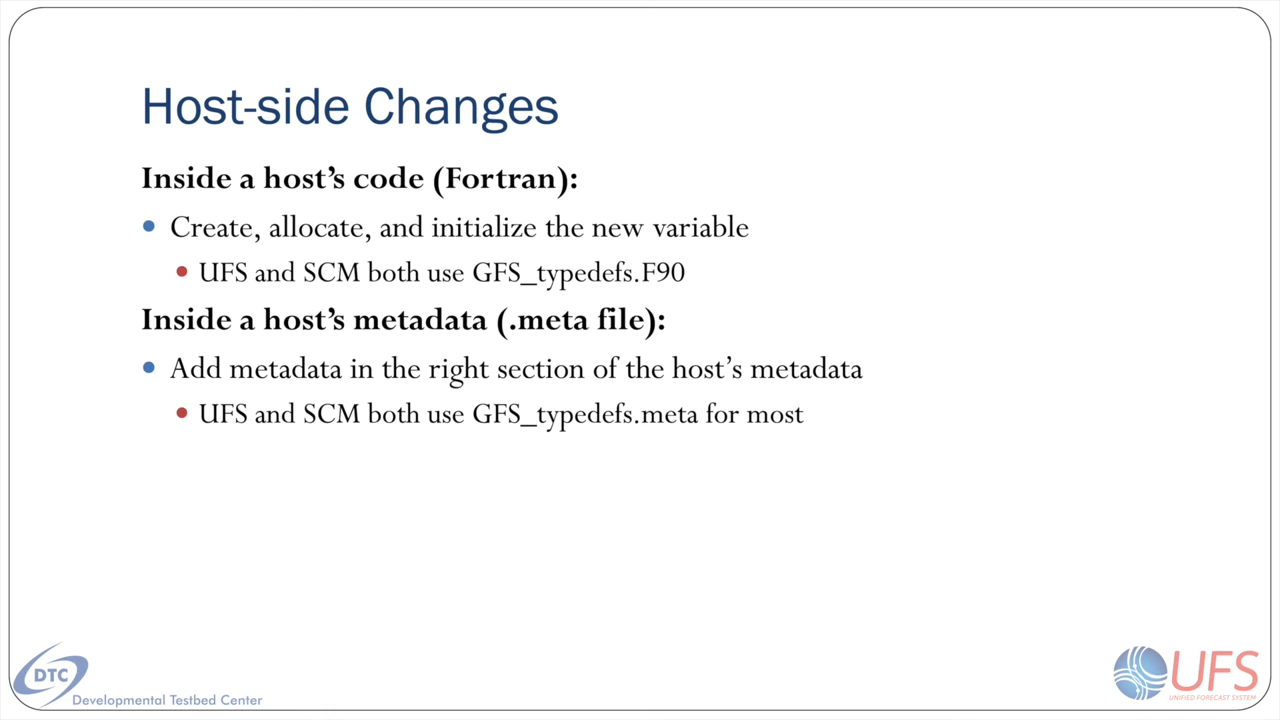 Host-side Changes
Inside a host’s code (Fortran):
Create, allocate, and initialize the new variable
UFS and SCM both use GFS_typedefs.F90
Inside a host’s metadata (.meta file):
Add metadata in the right section of the host’s metadata
UFS and SCM both use GFS_typedefs.meta for most
DTC
Developmental Testbed Center
UFS
UNIFIED FORECAST SYSTEM